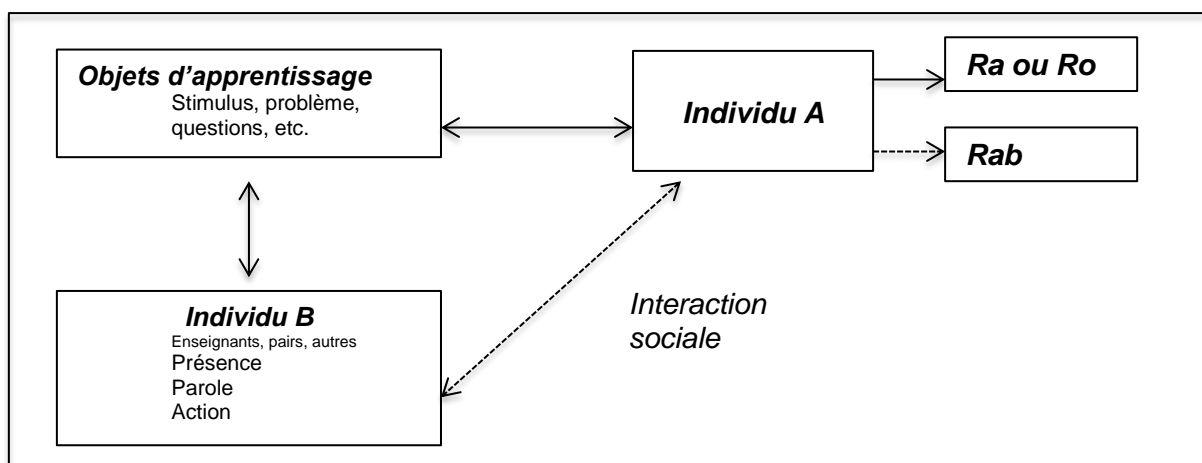 Objets d’apprentissage
Stimulus, problème,
questions, etc.
Individu A
Ra ou Ro
Rab
Individu B
Enseignants, pairs, autres
Présence
Parole
Action
Interaction
sociale